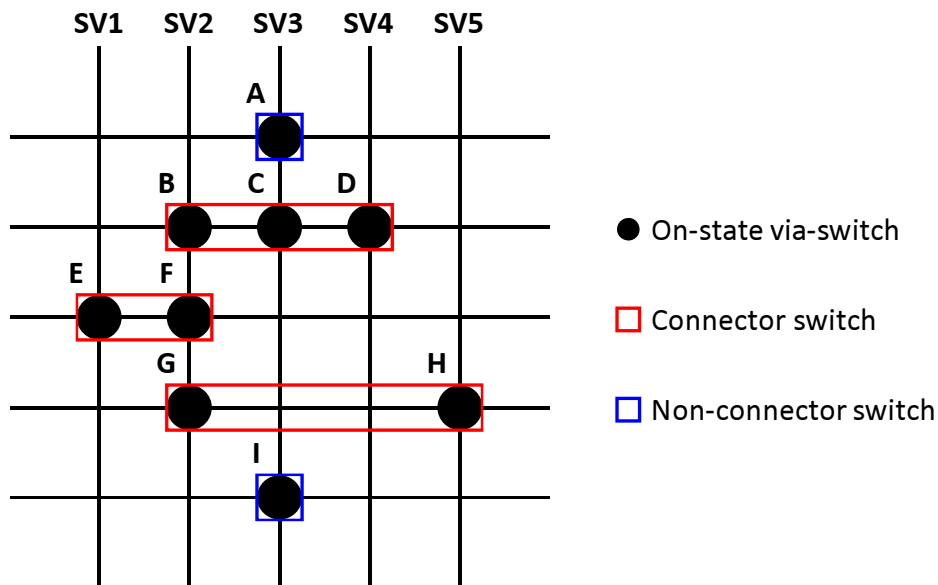 SV1 SV2 SV3 SV4 SV5
A
B C D
On-state via-switch
E F
Connector switch
G H
Non-connector switch
I